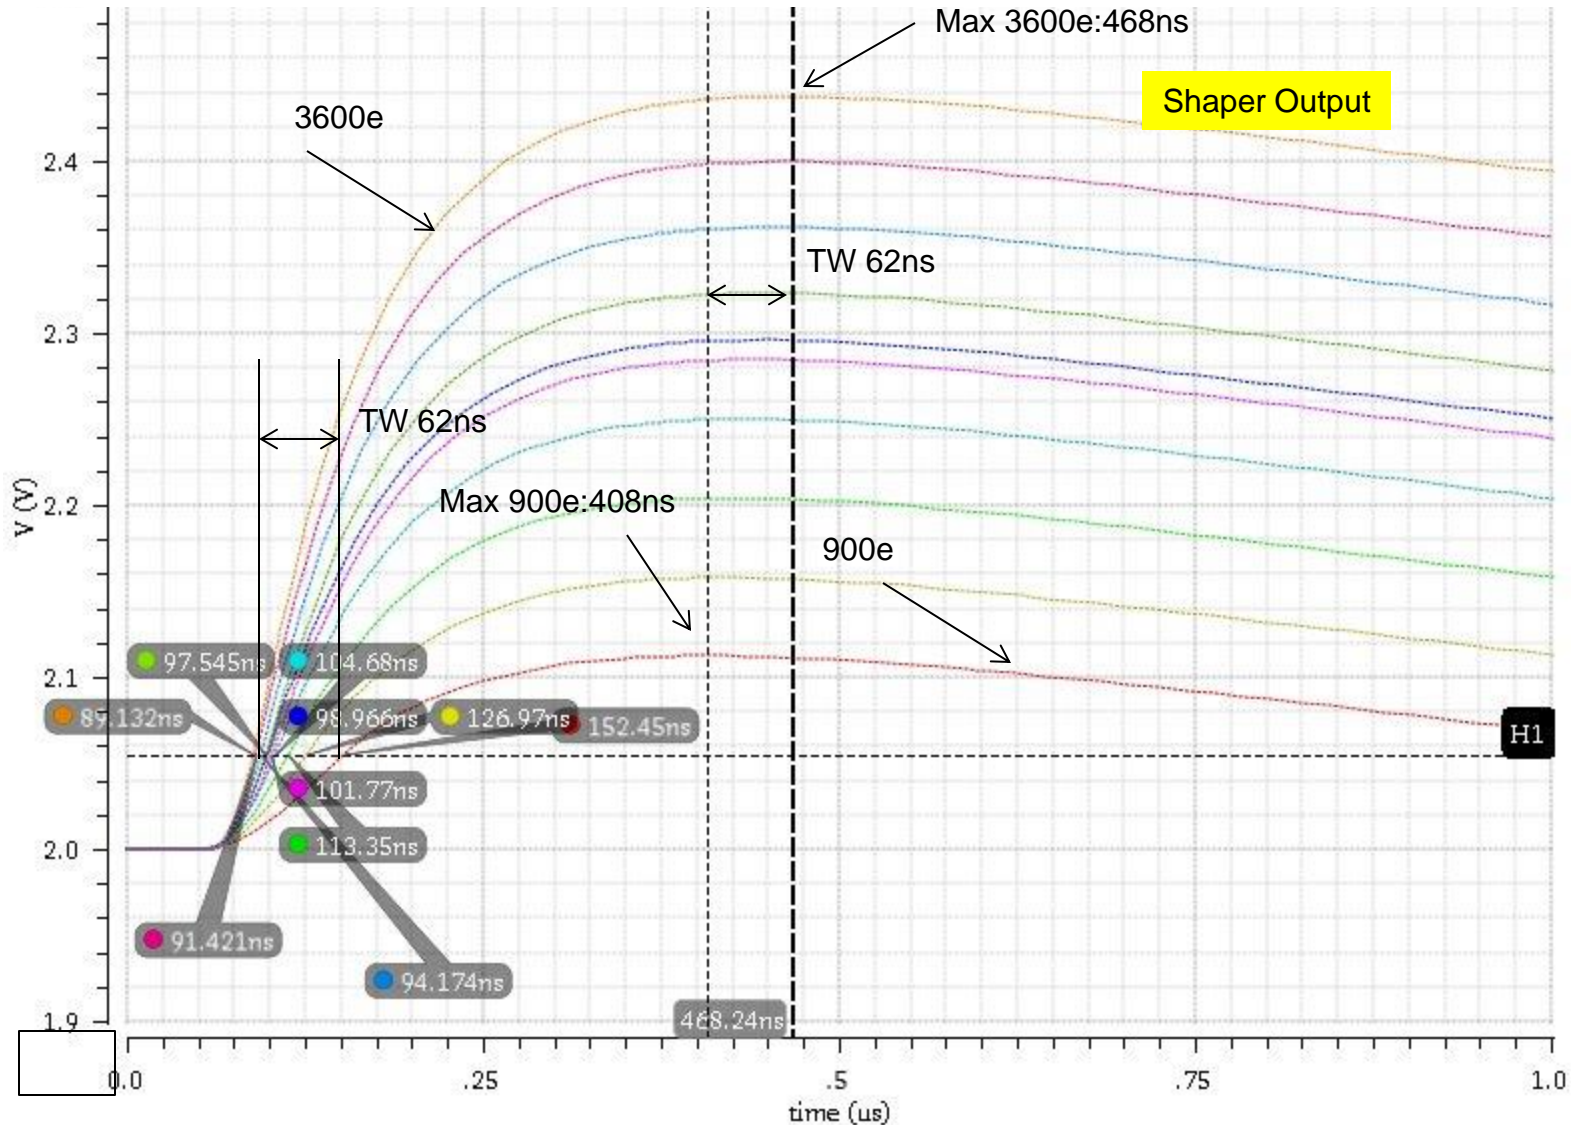 Max 3600e:468ns
Shaper Output
3600e
2.4
TW 62ns
2.3
TW 62ns
V (V)
2.2
Max 900e:408ns
900e
2.1
97.545ns
104.68ns
89.132ns
98.966ns
126.97ns
152.45ns
H1
101.77ns
2.0
113.35ns
91.421ns
94.174ns
1.9
468.24ns
0.0
.25
.5
.75
1.0
time (us)